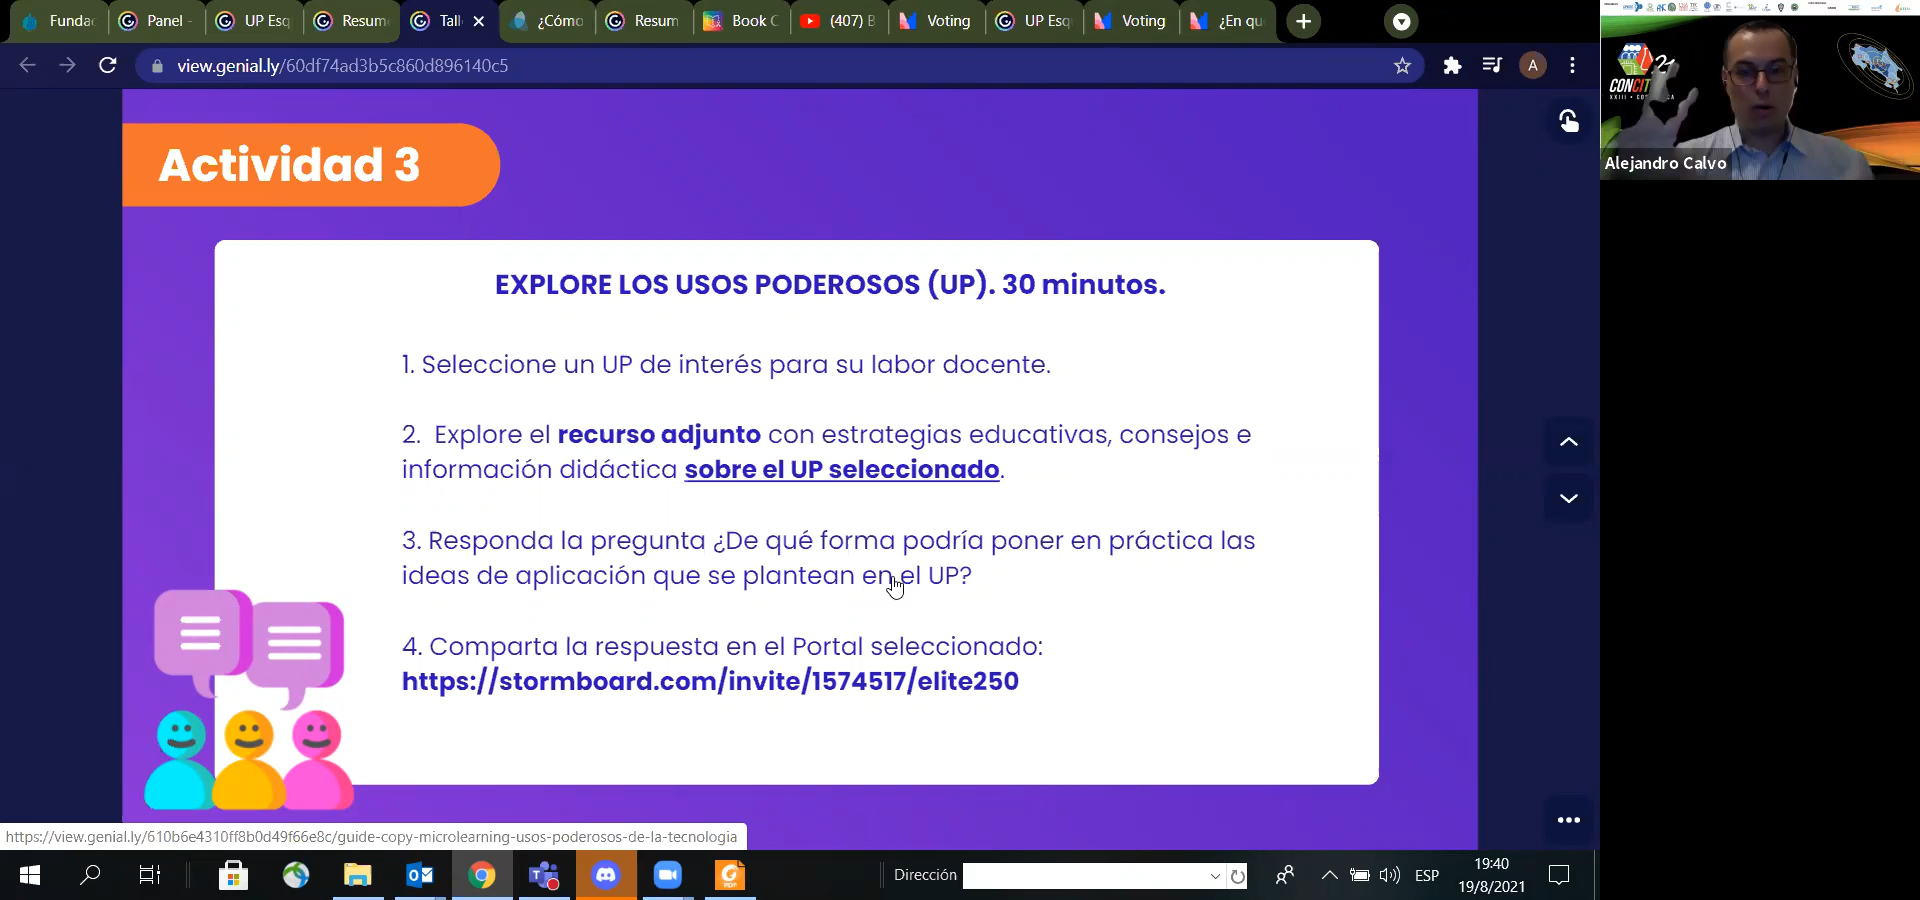 Fundac
Panel -
UP Esq
Resum
Tall
¿Cómo
Resum
Book C
(407) B
Voting
UP Esq
Voting
¿En qu
view.genial.ly/60df74ad3b5c860d896140c5
A
Actividad 3
EXPLORE LOS USOS PODEROSOS (UP). 30 minutos.
1. Seleccione un UP de interés para su labor docente.
2. Explore el recurso adjunto con estrategias educativas, consejos e
información didáctica sobre el UP seleccionado.
3. Responda la pregunta ¿De qué forma podría poner en práctica las
ideas de aplicación que se plantean en el UP?
4. Comparta la respuesta en el Portal seleccionado:
https://stormboard.com/invite/1574517/elite250
https://view.genial.ly/610b6e4310ff8b0d49f66e8c/guide-copy-microlearning-usos-poderosos-de-la-tecnologia
Dirección
ESP
19:40
19/8/2021
Alejandro Calvo